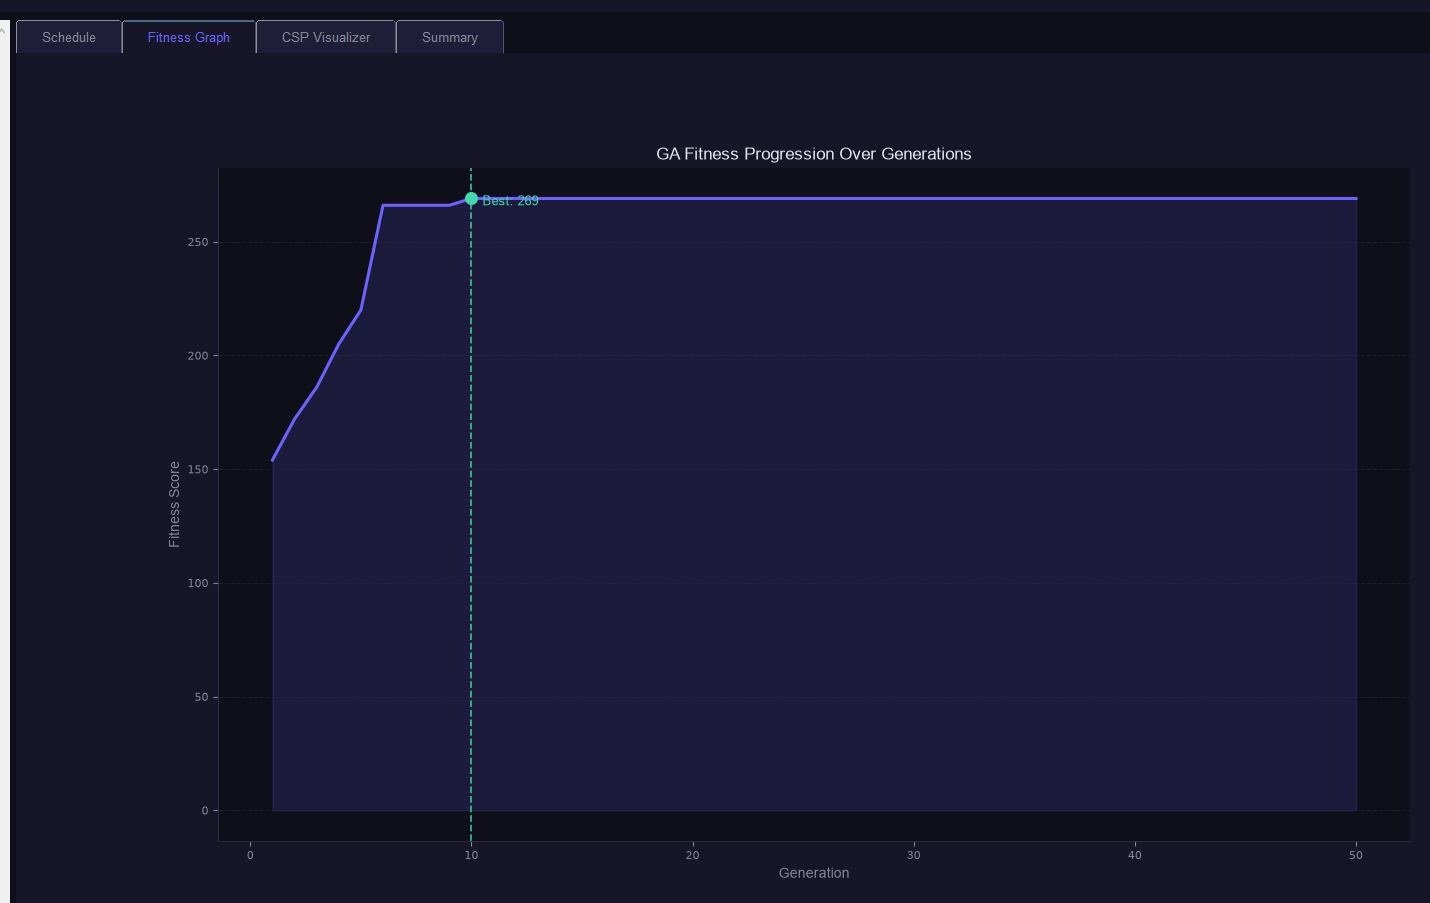 Schedule
Fitness Graph
CSP Visualizer
Summary
GA Fitness Progression Over Generations
Best: 269
250
200
150
100
50
0
Fitness Score
0
10
20
30
40
50
Generation